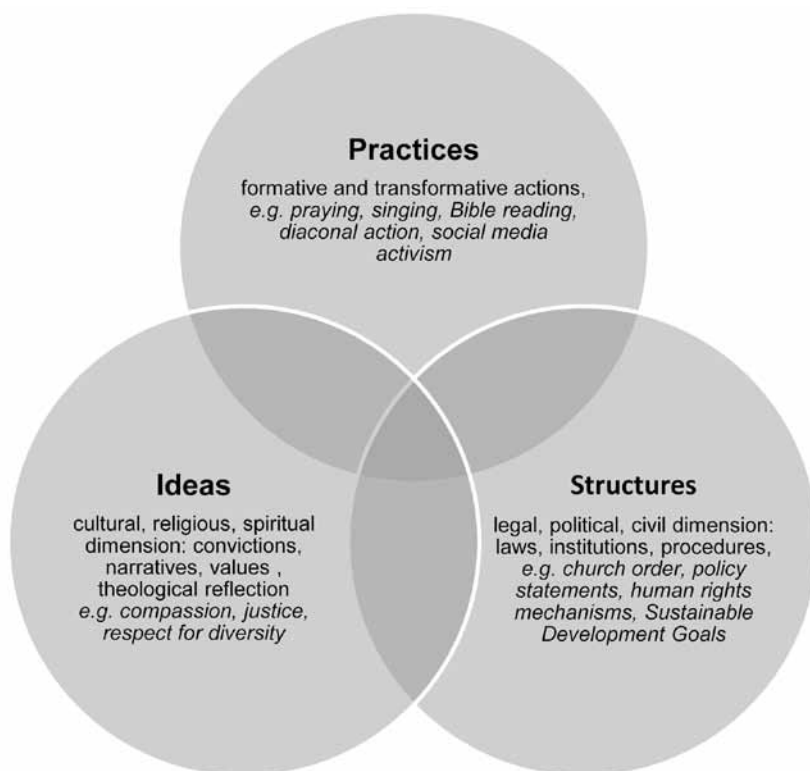 Practices
formative and transformative actions,
e.g. praying, singing, Bible reading,
diaconal action, social media
activism
Ideas
cultural, religious, spiritual
dimension: convictions,
narratives, values ,
theological reflection
e.g. compassion, justice,
respect for diversity
Structures
legal, political, civil dimension:
laws, institutions, procedures,
e.g. church order, policy
statements, human rights
mechanisms, Sustainable
Development Goals